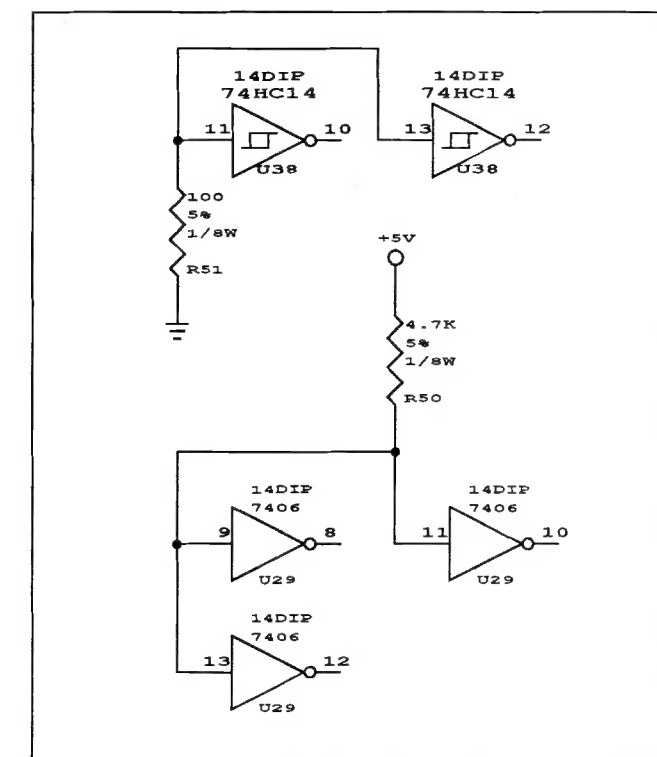 14DIP 14DIP
74HC14 74HC14
11 10 13 12
U38 U38
100
5%
1/8W
R51
+5V
4.7K
5%
1/8W
R50
14DIP 14DIP
7406 7406
9 8 11 10
U29 U29
14DIP
7406
13 12
U29